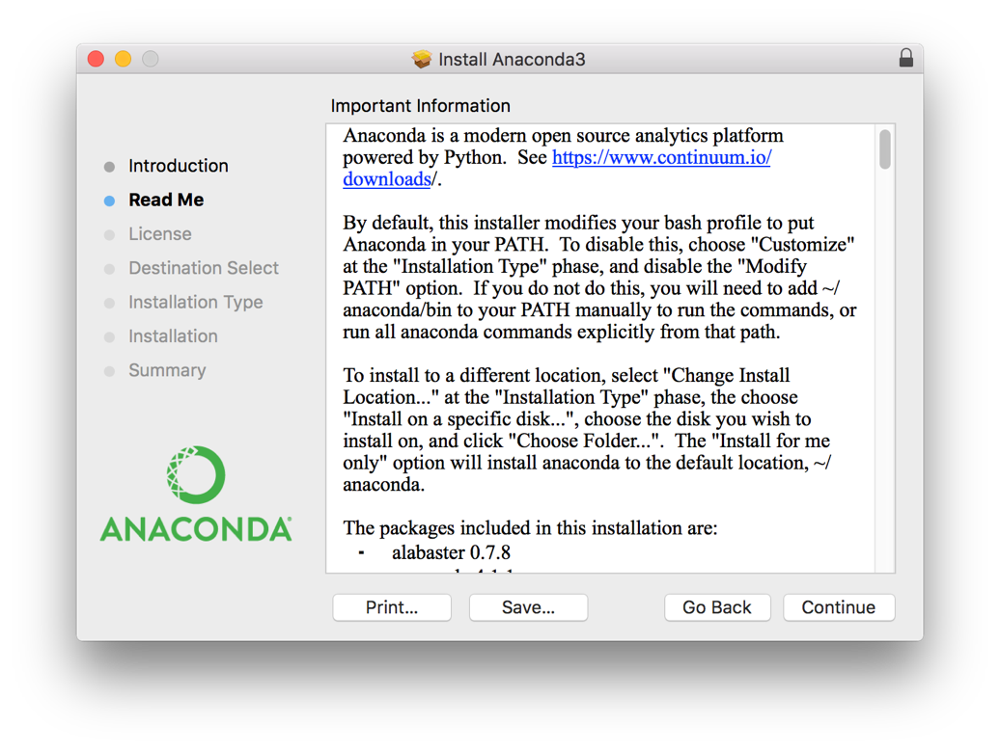 Install Anaconda3
Important Information
Introduction
Read Me
License
Destination Select
Installation Type
Installation
Summary
ANACONDA
Anaconda is a modern open source analytics platform
powered by Python.  See https://www.continuum.io/
downloads/.
By default, this installer modifies your bash profile to put
Anaconda in your PATH.  To disable this, choose "Customize"
at the "Installation Type" phase, and disable the "Modify
PATH" option.  If you do not do this, you will need to add ~/
anaconda/bin to your PATH manually to run the commands, or
run all anaconda commands explicitly from that path.
To install to a different location, select "Change Install
Location..." at the "Installation Type" phase, the choose
"Install on a specific disk...", choose the disk you wish to
install on, and click "Choose Folder...".  The "Install for me
only" option will install anaconda to the default location, ~/
anaconda.
The packages included in this installation are:
-    alabaster 0.7.8
Print...
Save...
Go Back
Continue